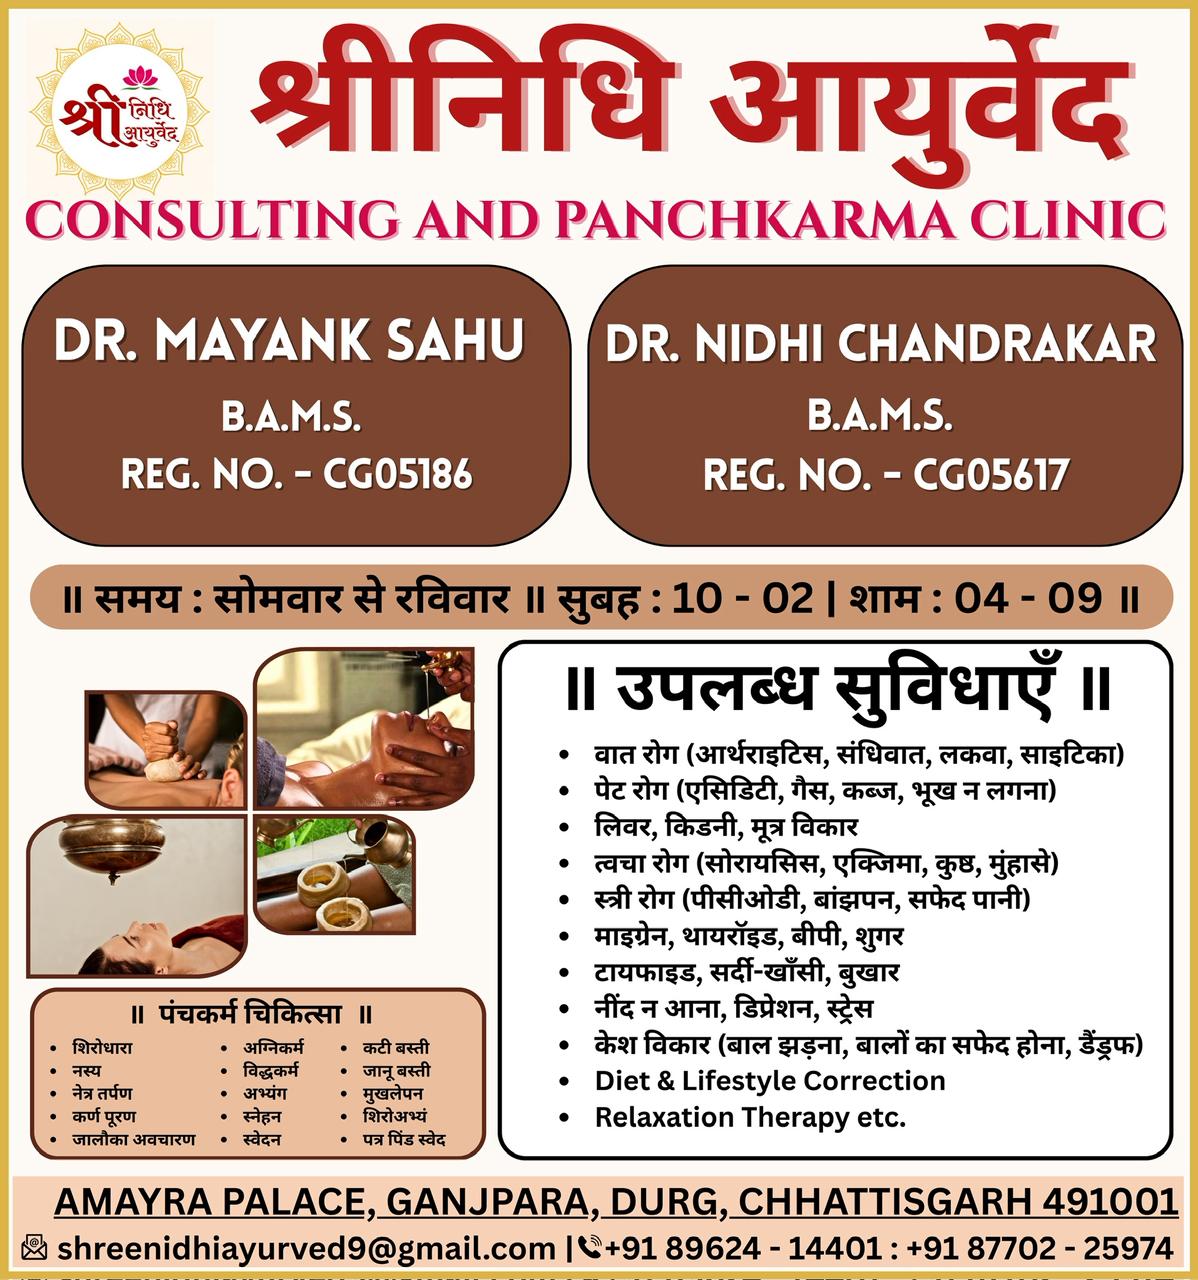 श्री निधि आयुर्वेद
श्रीनिधि आयुर्वेद
CONSULTING AND PANCHKARMA CLINIC
DR. MAYANK SAHU
B.A.M.S.
REG. NO. - CG05186
DR. NIDHI CHANDRAKAR
B.A.M.S.
REG. NO. - CG05617
॥ समय : सोमवार से रविवार ॥ सुबह : 10 - 02 | शाम : 04 - 09 ॥
॥ उपलब्ध सुविधाएँ ॥
• वात रोग (आर्थराइटिस, संधिवात, लकवा, साइटिका)
• पेट रोग (एसिडिटी, गैस, कब्ज, भूख न लगना)
• लिवर, किडनी, मूत्र विकार
• त्वचा रोग (सोरायसिस, एक्जिमा, कुष्ठ, मुंहासे)
• स्त्री रोग (पीसीओडी, बांझपन, सफेद पानी)
• माइग्रेन, थायरॉइड, बीपी, शुगर
• टायफाइड, सर्दी-खाँसी, बुखार
• नींद न आना, डिप्रेशन, स्ट्रेस
• केश विकार (बाल झड़ना, बालों का सफेद होना, डैंड्रफ)
• Diet & Lifestyle Correction
• Relaxation Therapy etc.
॥ पंचकर्म चिकित्सा ॥
• शिरोधारा
• नस्य
• नेत्र तर्पण
• कर्ण पूरण
• जालौका अवचारण
• अग्निकर्म
• विद्धकर्म
• अभ्यंग
• स्नेहन
• स्वेदन
• कटी बस्ती
• जानू बस्ती
• मुखलेपन
• शिरोअभ्यं
• पत्र पिंड स्वेद
AMAYRA PALACE, GANJPARA, DURG, CHHATTISGARH 491001
shreenidhiayurved9@gmail.com | +91 89624 - 14401 : +91 87702 - 25974